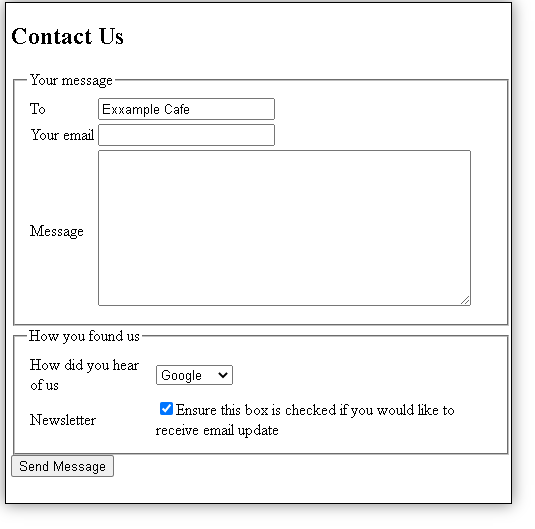 Contact Us
Your message
To Exxample Cafe
Your email
Message
How you found us
How did you hear
of us
Google
Newsletter
Ensure this box is checked if you would like to
receive email update
Send Message